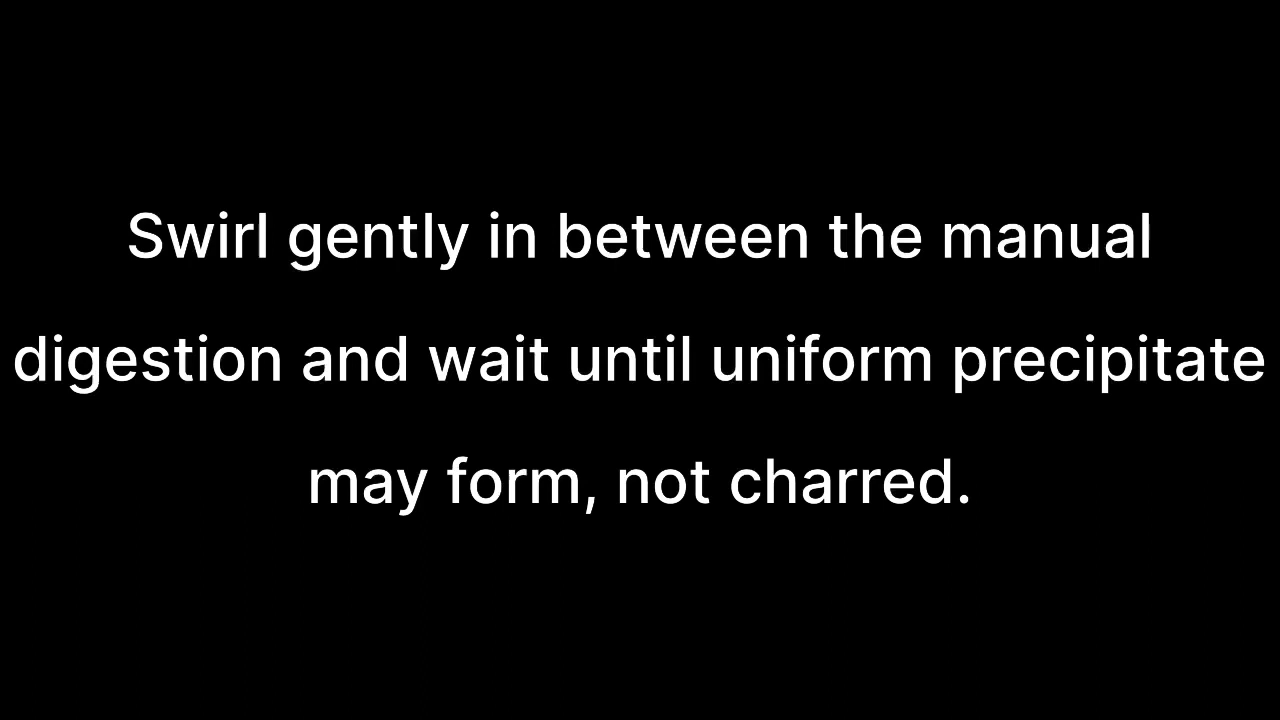 Swirl gently in between the manual
digestion and wait until uniform precipitate
may form, not charred.